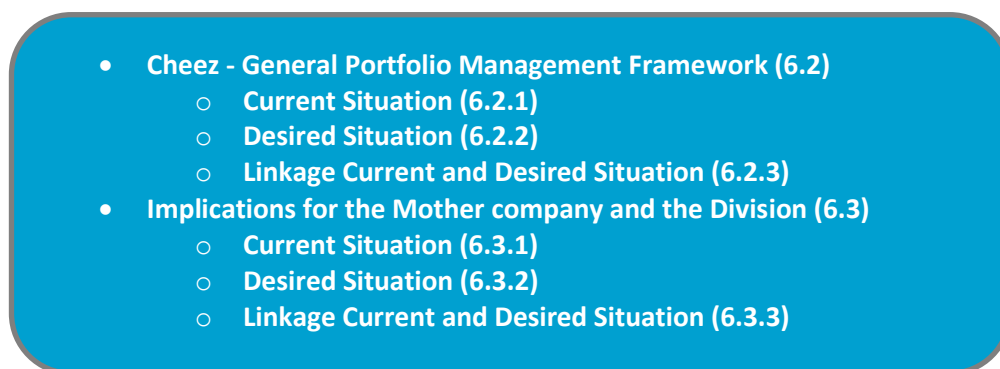 • Cheez - General Portfolio Management Framework (6.2)
o Current Situation (6.2.1)
o Desired Situation (6.2.2)
o Linkage Current and Desired Situation (6.2.3)
• Implications for the Mother company and the Division (6.3)
o Current Situation (6.3.1)
o Desired Situation (6.3.2)
o Linkage Current and Desired Situation (6.3.3)